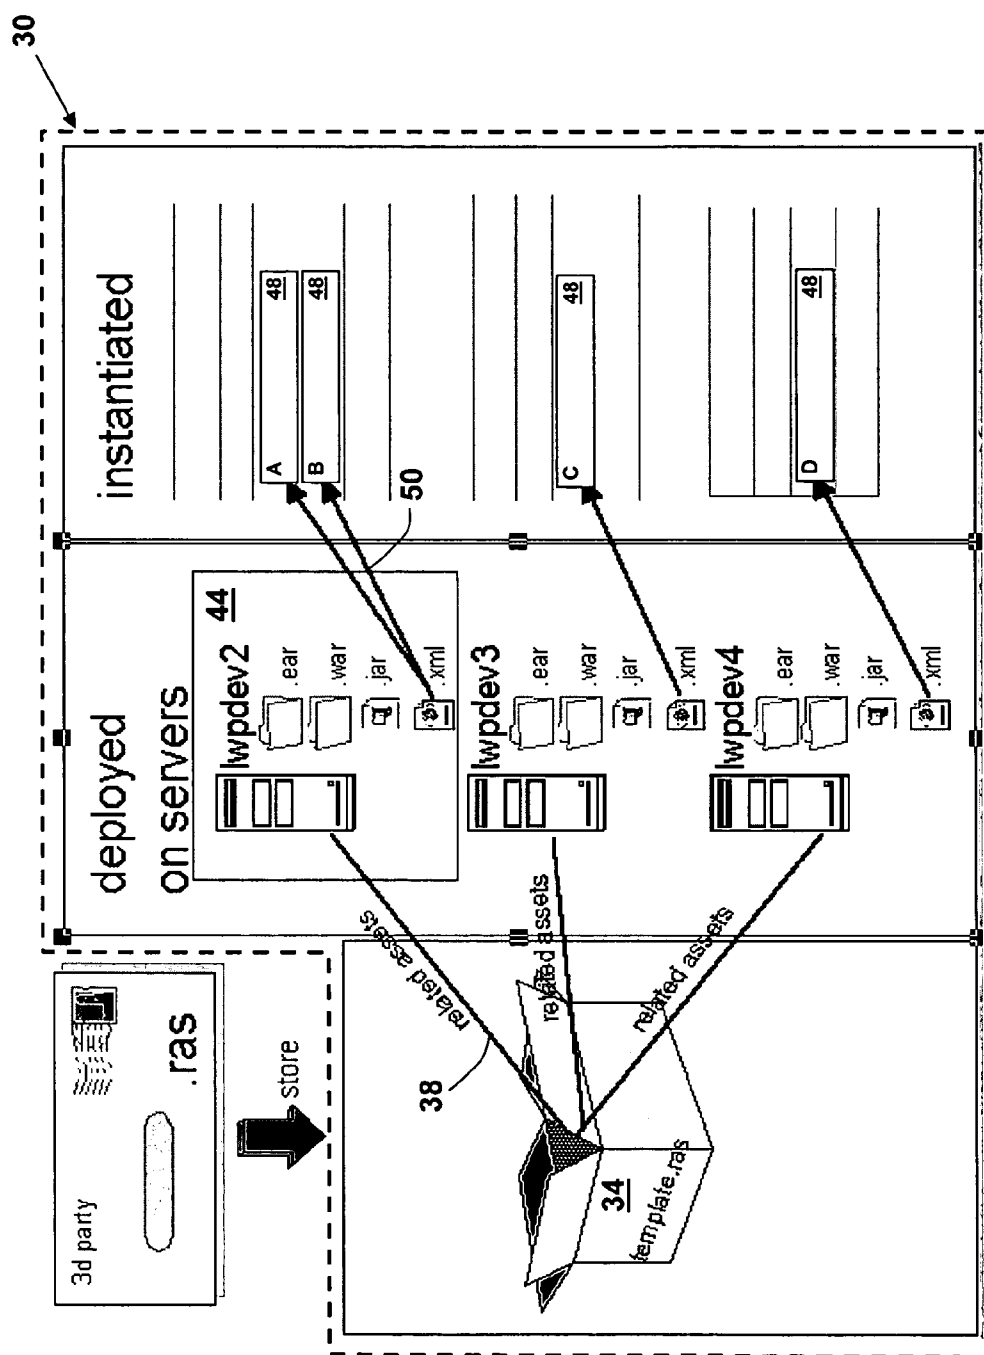 30
3d party
.ras
store
34
template.ras
38
related assets
related assets
related assets
deployed
on servers
44
lwpdev2
.ear
.war
.jar
.xml
lwpdev3
.ear
.war
.jar
.xml
lwpdev4
.ear
.war
.jar
.xml
50
instantiated
A 48
B 48
C 48
D 48